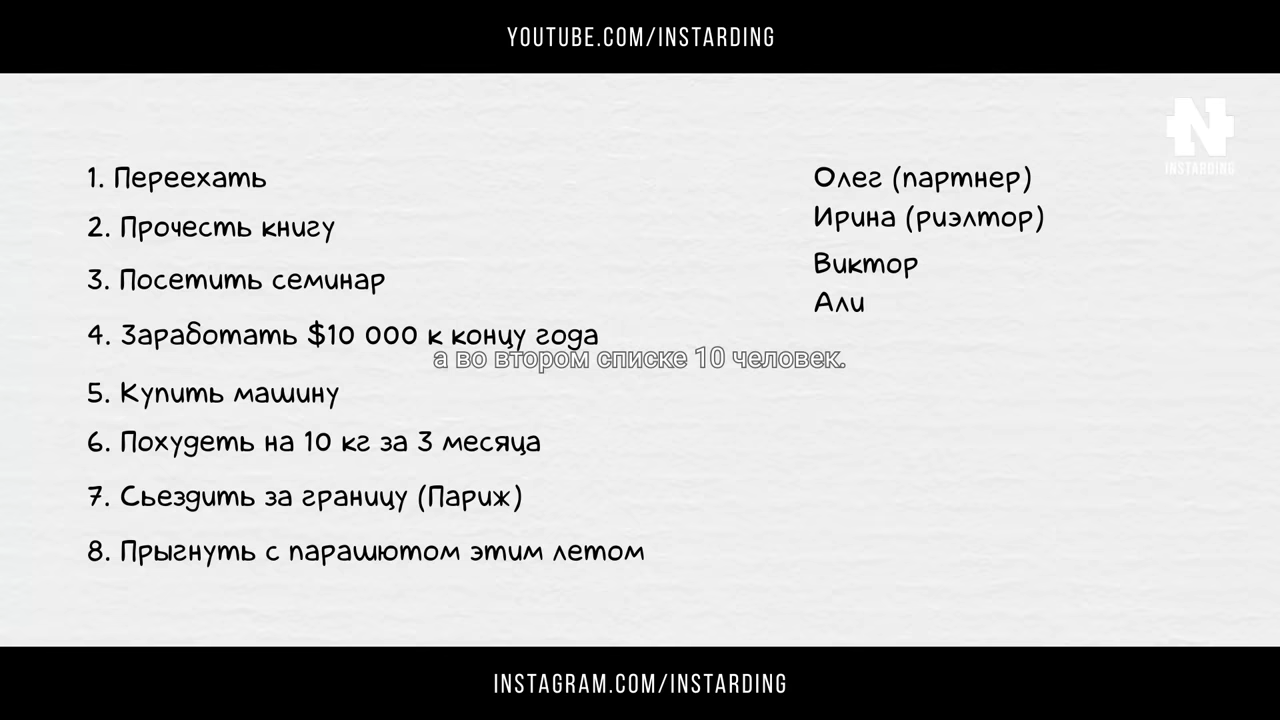 YOUTUBE.COM/INSTARDING
INSTARDING
1. Переехать
2. Прочесть книгу
3. Посетить семинар
4. Заработать $10 000 к концу года
5. Купить машину
6. Похудеть на 10 кг за 3 месяца
7. Сьездить за границу (Париж)
8. Прыгнуть с парашютом этим летом
Олег (партнер)
Ирина (риэлтор)
Виктор
Али
а во втором списке 10 человек.
INSTAGRAM.COM/INSTARDING